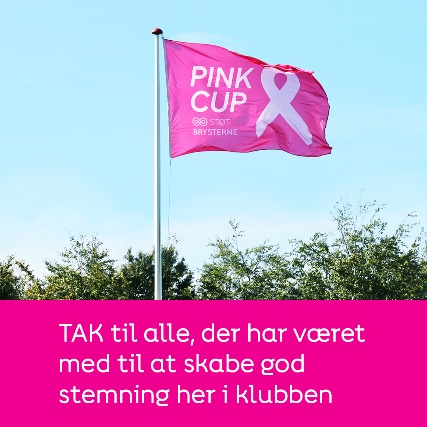 PINK
CUP
STØT
BRYSTERNE
TAK til alle, der har været
med til at skabe god
stemning her i klubben